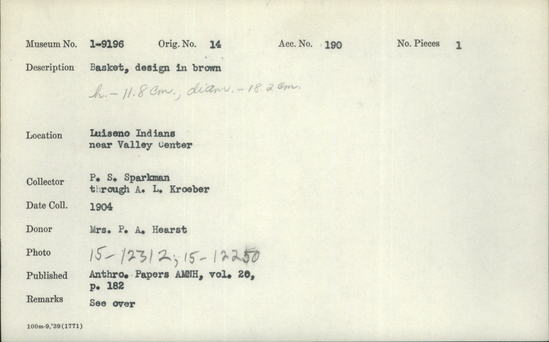 Museum No. 1-9196 Orig. No. 14 Acc. No. 190 No. Pieces 1
Description Basket, design in brown
h. - 11.8 cm., diam. - 18.2 cm.
Location Luiseno Indians
near Valley Center
Collector P. S. Sparkman
through A. L. Kroeber
Date Coll. 1904
Donor Mrs. P. A. Hearst
Photo 15-12312; 15-12250
Published Anthro. Papers AMNH, vol. 20,
p. 182
Remarks See over
100m-9,'39(1771)